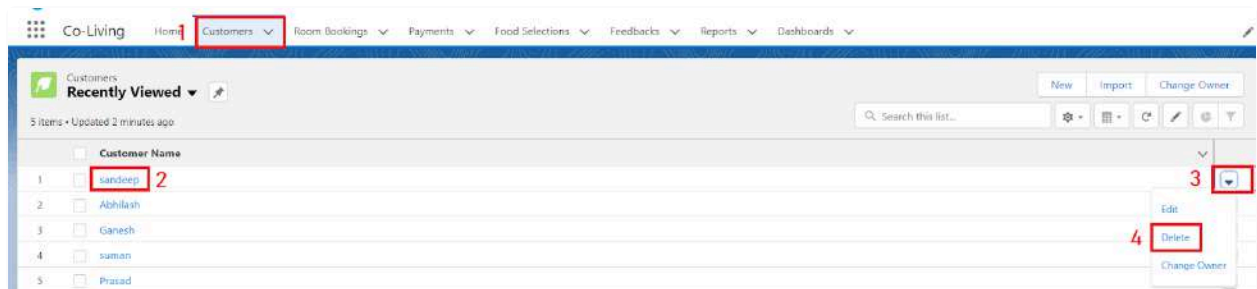 Co-Living Home 1 Customers Room Bookings Payments Food Selections Feedbacks Reports Dashboards
Customers
Recently Viewed
New Import Change Owner
5 items • Updated 2 minutes ago
Search this list...
Customer Name
1 sandeep 2 3
2 Abhilash
Edit
3 Ganesh
4 Delete
4 suman
Change Owner
5 Prasad